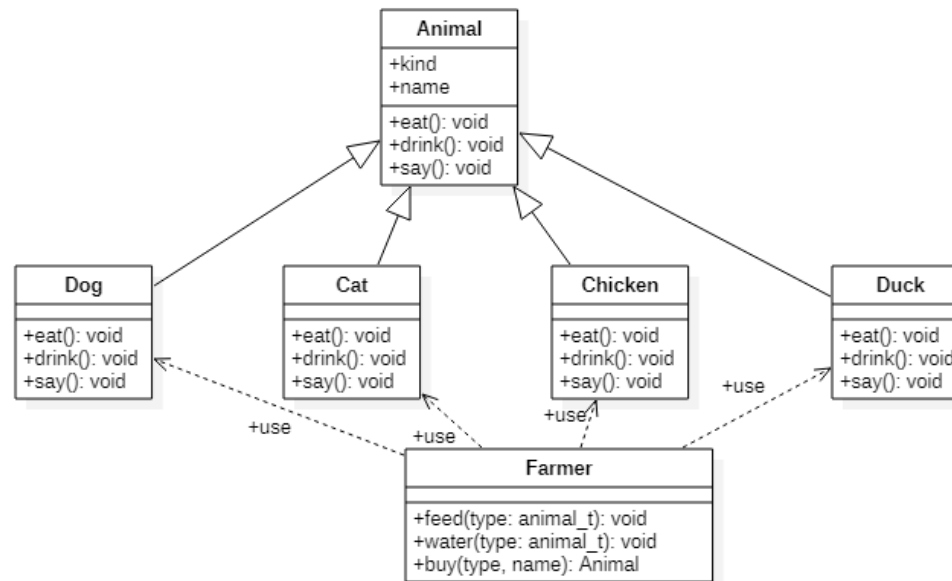 Animal
+kind
+name
+eat(): void
+drink(): void
+say(): void
Dog
+eat(): void
+drink(): void
+say(): void
Cat
+eat(): void
+drink(): void
+say(): void
Chicken
+eat(): void
+drink(): void
+say(): void
Duck
+eat(): void
+drink(): void
+say(): void
+use
+use
+use
+use
Farmer
+feed(type: animal_t): void
+water(type: animal_t): void
+buy(type, name): Animal